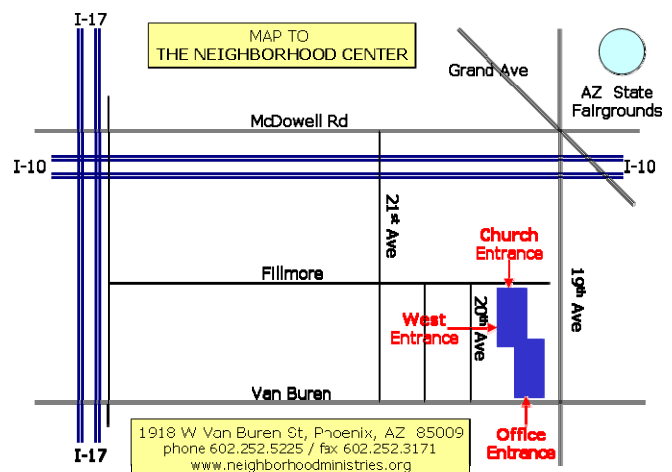 I-17
MAP TO
THE NEIGHBORHOOD CENTER
Grand Ave
AZ State
Fairgrounds
McDowell Rd
I-10
I-10
21st Ave
Church
Entrance
Fillmore
19th Ave
West
Entrance
20th Ave
Van Buren
1918 W Van Buren St, Phoenix, AZ 85009
phone 602.252.5225 / fax 602.252.3171
www.neighborhoodministries.org
Office
Entrance
I-17